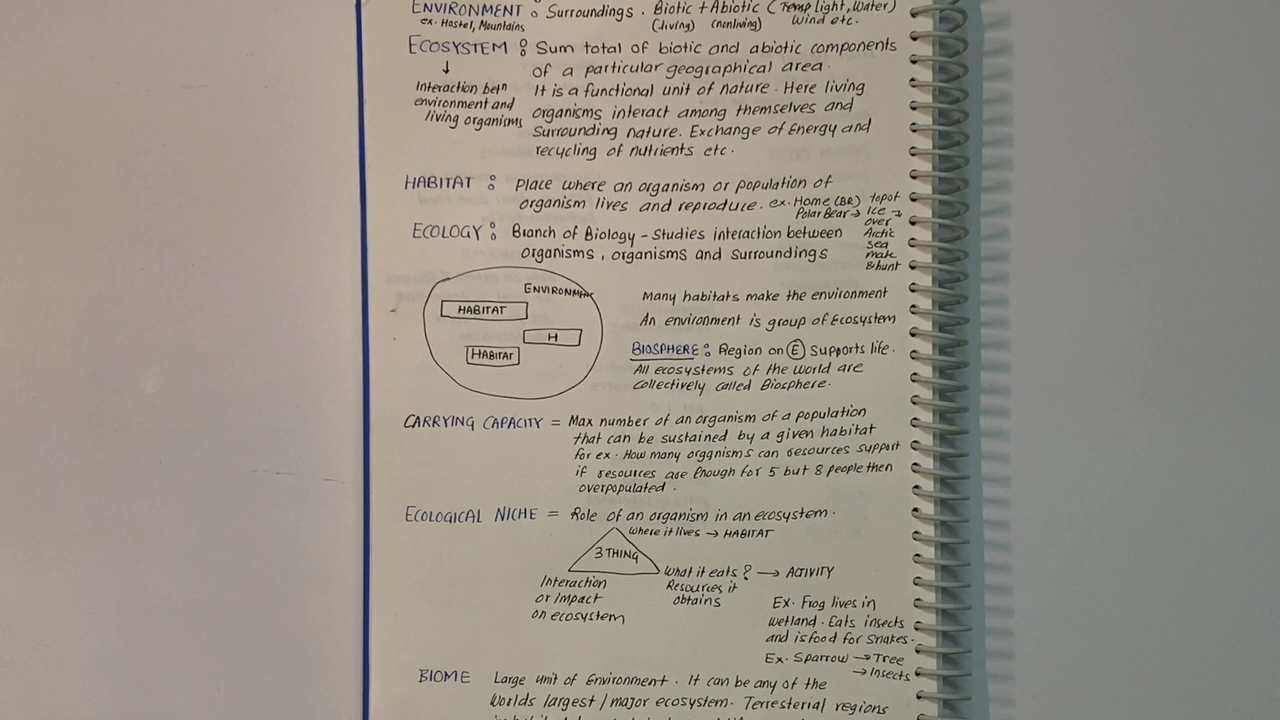 ENVIRONMENT : Surroundings. Biotic + Abiotic (Temp light, Water)
ex. Hostel, Mountains (living) (nonliving) Wind etc.
ECOSYSTEM : Sum total of biotic and abiotic components
of a particular geographical area.
↓
Interaction betn
environment and
living organisms
It is a functional unit of nature. Here living
organisms interact among themselves and
Surrounding nature. Exchange of Energy and
recycling of nutrients etc.
HABITAT : Place where an organism or population of
organism lives and reproduce. ex. Home (BR)
Polar Bear → Ice →
topof
over
Arctic
sea
mate
& hunt
ECOLOGY : Branch of Biology - Studies interaction between
organisms, organisms and surroundings
ENVIRONMENT
HABITAT
H
HABITAT
Many habitats make the environment
An environment is group of Ecosystem
BIOSPHERE : Region on (E) supports life.
All ecosystems of the world are
collectively called Biosphere.
CARRYING CAPACITY = Max number of an organism of a population
that can be sustained by a given habitat
for ex. How many organisms can resources support
if resources are Enough for 5 but 8 people then
overpopulated.
ECOLOGICAL NICHE = Role of an organism in an ecosystem.
where it lives → HABITAT
3 THING
What it eats? → ACTIVITY
Resources it
obtains
Interaction
or impact
on ecosystem
EX. Frog lives in
wetland. Eats insects
and is food for snakes.
Ex. Sparrow → Tree
→ Insects
BIOME Large Unit of Environment. It can be any of the
Worlds largest / major ecosystem. Terresterial regions